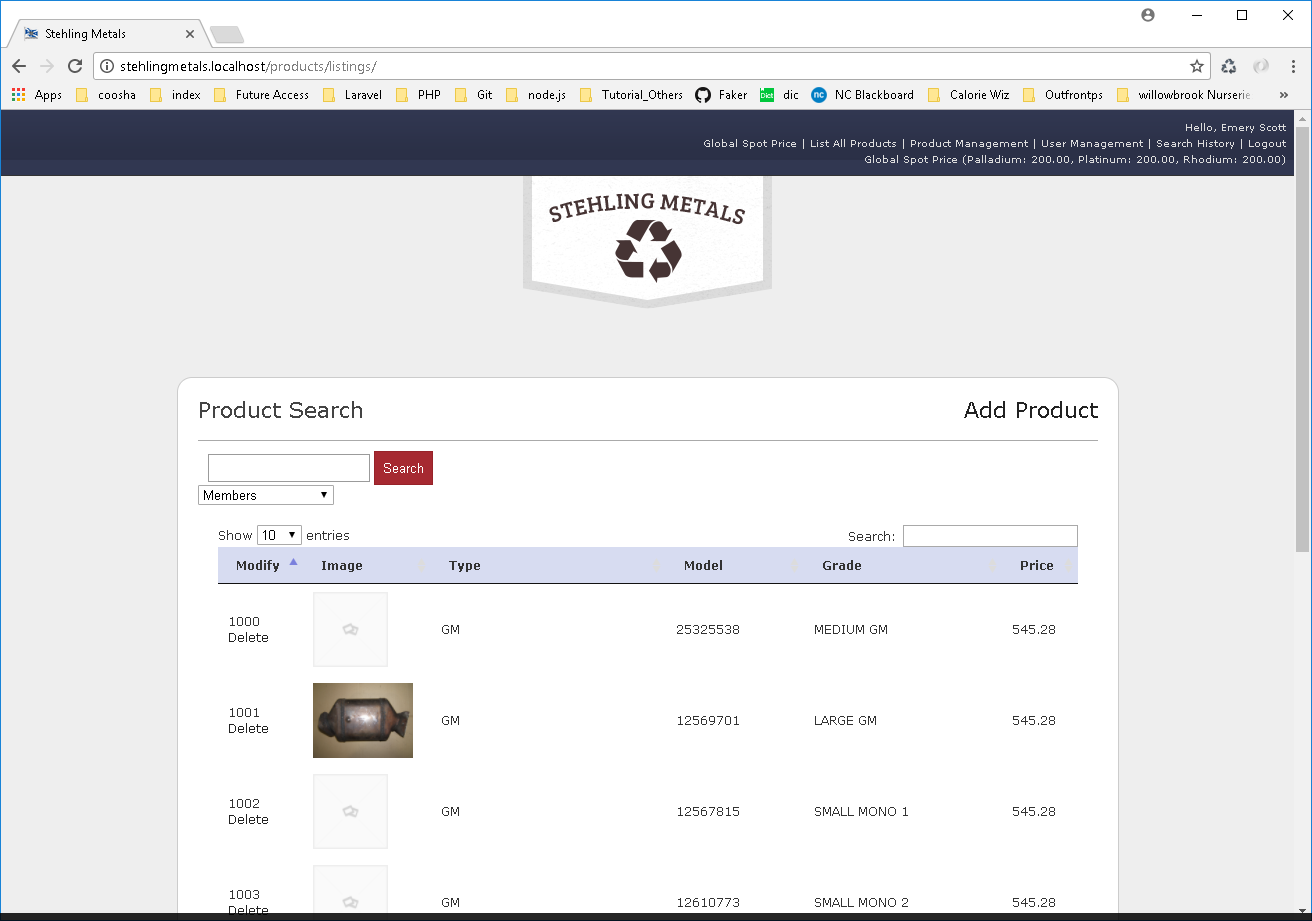 Stehling Metals
stehlingmetals.localhost/products/listings/
Apps coosha index Future Access Laravel PHP Git node.js Tutorial_Others Faker dic NC Blackboard Calorie Wiz Outfrontps willowbrook Nurserie »
Hello, Emery Scott
Global Spot Price | List All Products | Product Management | User Management | Search History | Logout
Global Spot Price (Palladium: 200.00, Platinum: 200.00, Rhodium: 200.00)
STEHLING METALS
Product Search Add Product
Search
Members
Show 10 entries Search:
Modify Image Type Model Grade Price
1000
Delete
GM 25325538 MEDIUM GM 545.28
1001
Delete
GM 12569701 LARGE GM 545.28
1002
Delete
GM 12567815 SMALL MONO 1 545.28
1003
Delete
GM 12610773 SMALL MONO 2 545.28